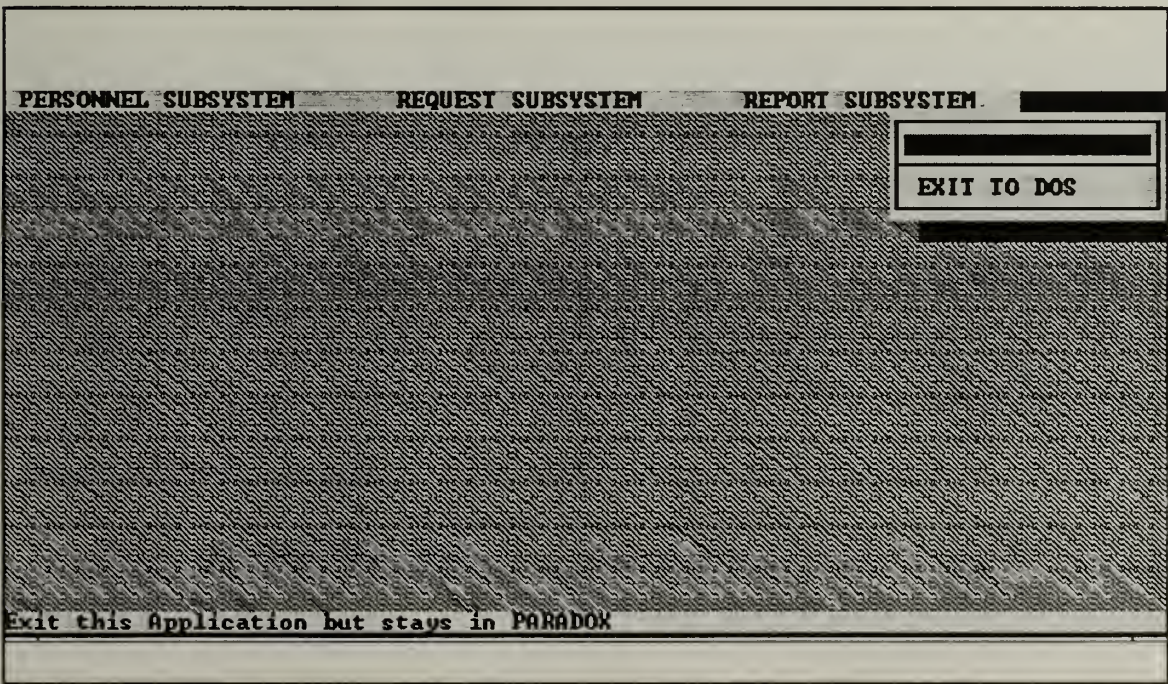 PERSONNEL SUBSYSTEM REQUEST SUBSYSTEM REPORT SUBSYSTEM
EXIT TO DOS
Exit this Application but stays in PARADOX